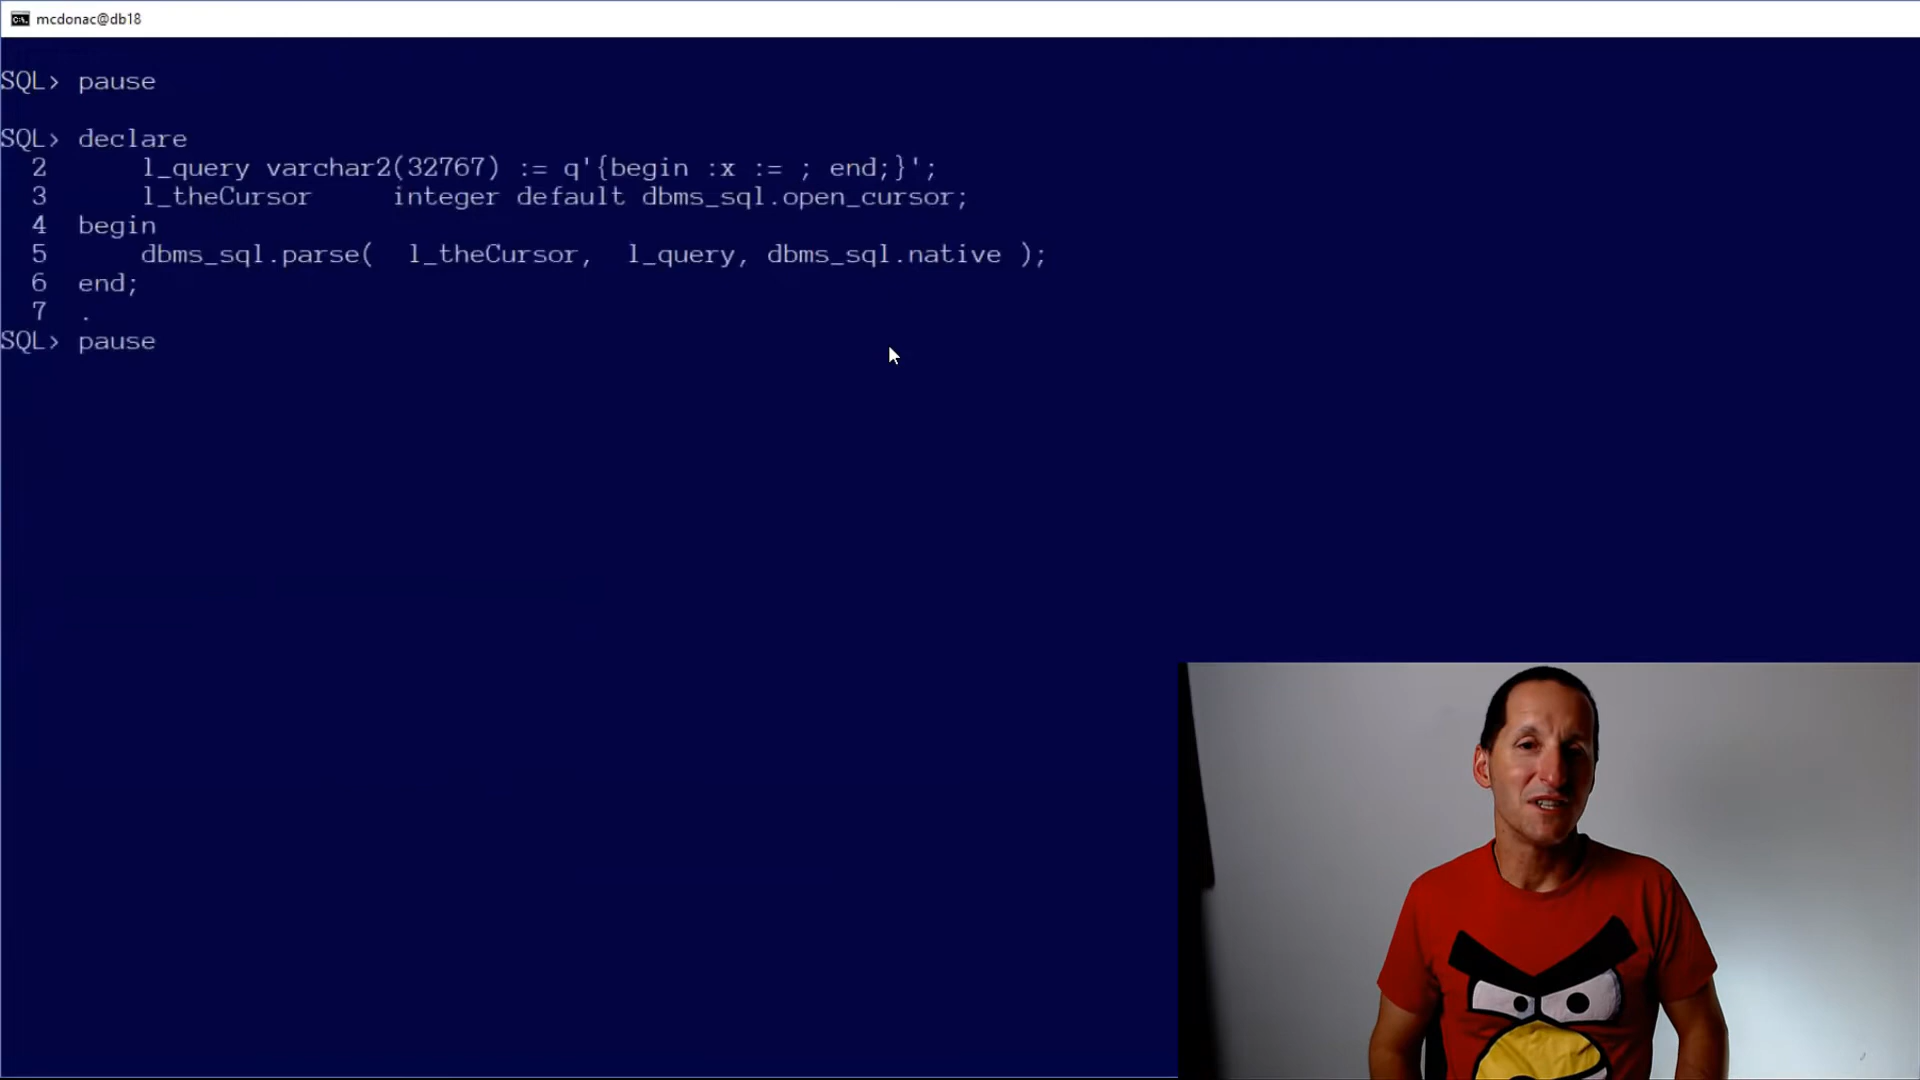 mcdonac@db18
SQL> pause
SQL> declare
2 l_query varchar2(32767) := q'{begin :x := ; end;}';
3 l_theCursor integer default dbms_sql.open_cursor;
4 begin
5 dbms_sql.parse( l_theCursor, l_query, dbms_sql.native );
6 end;
7 .
SQL> pause